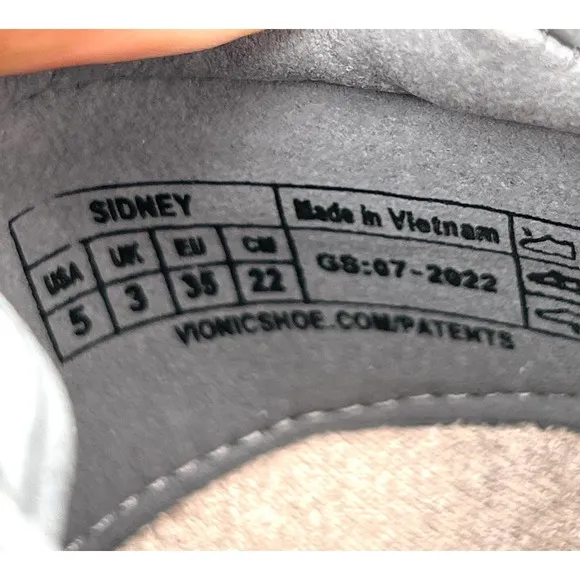 SIDNEY
USA UK EU CM
5 3 35 22
Made in Vietnam
GS:07-2022
VIONICSHOE.COM/PATENTS